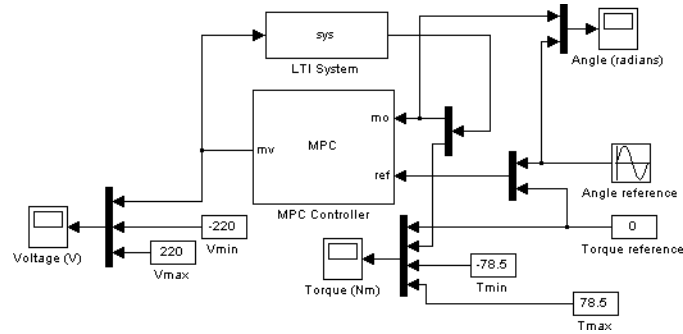 sys
LTI System
Angle (radians)
mo
MPC
mv
ref
MPC Controller
Angle reference
-220
Vmin
220
Vmax
Voltage (V)
0
Torque reference
-78.5
Tmin
Torque (Nm)
78.5
Tmax